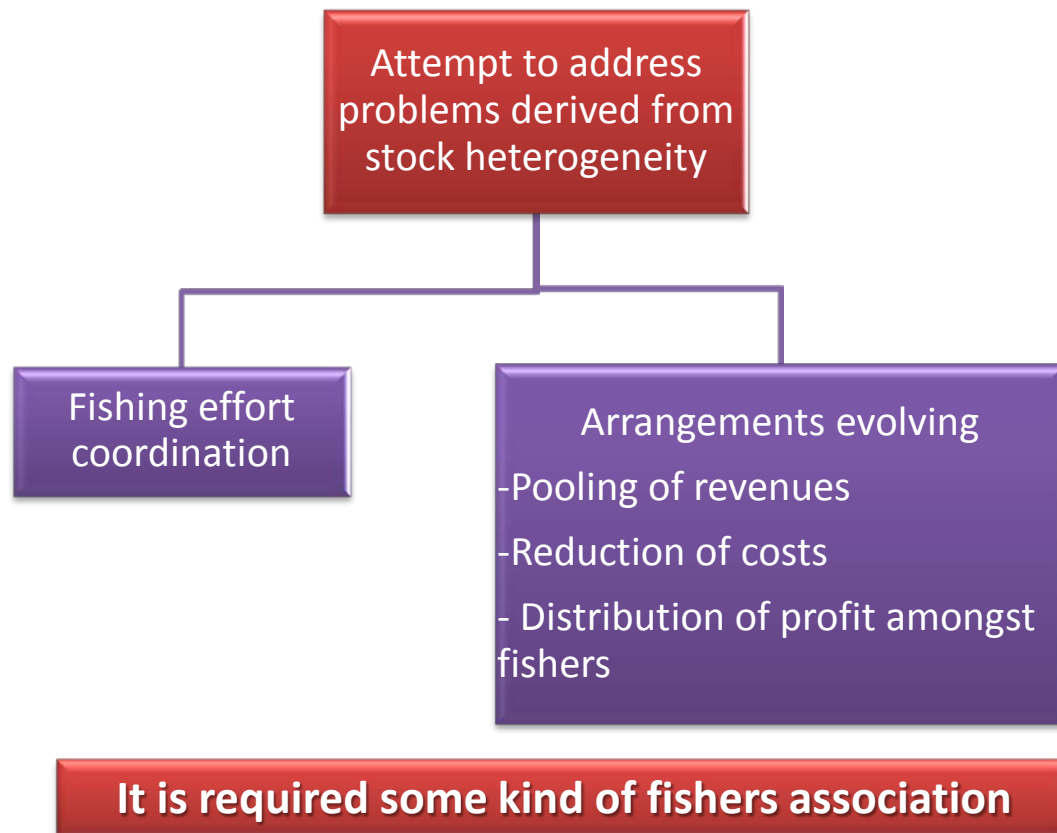 Attempt to address
problems derived from
stock heterogeneity
Fishing effort
coordination
Arrangements evolving
-Pooling of revenues
-Reduction of costs
- Distribution of profit amongst
fishers
It is required some kind of fishers association